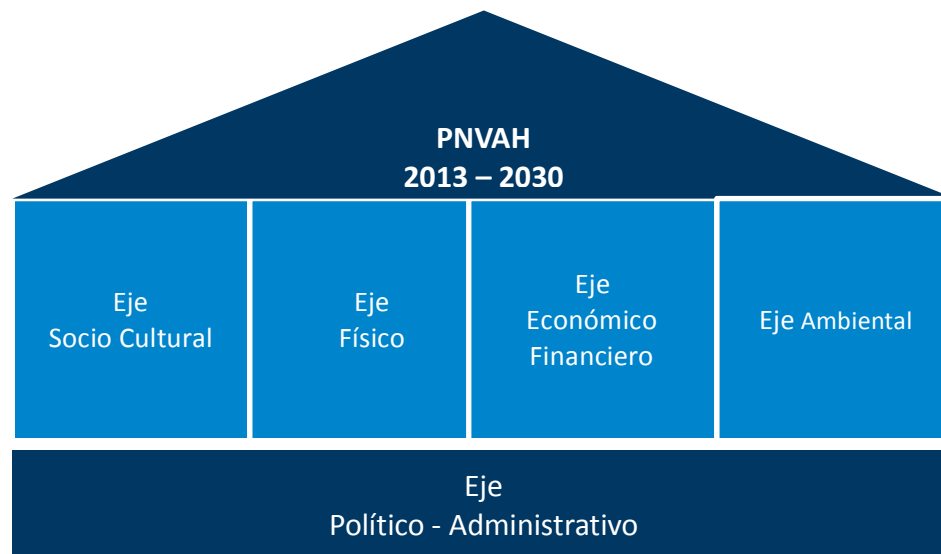 PNVAH
2013 – 2030
Eje
Socio Cultural
Eje
Físico
Eje
Económico
Financiero
Eje Ambiental
Eje
Político - Administrativo